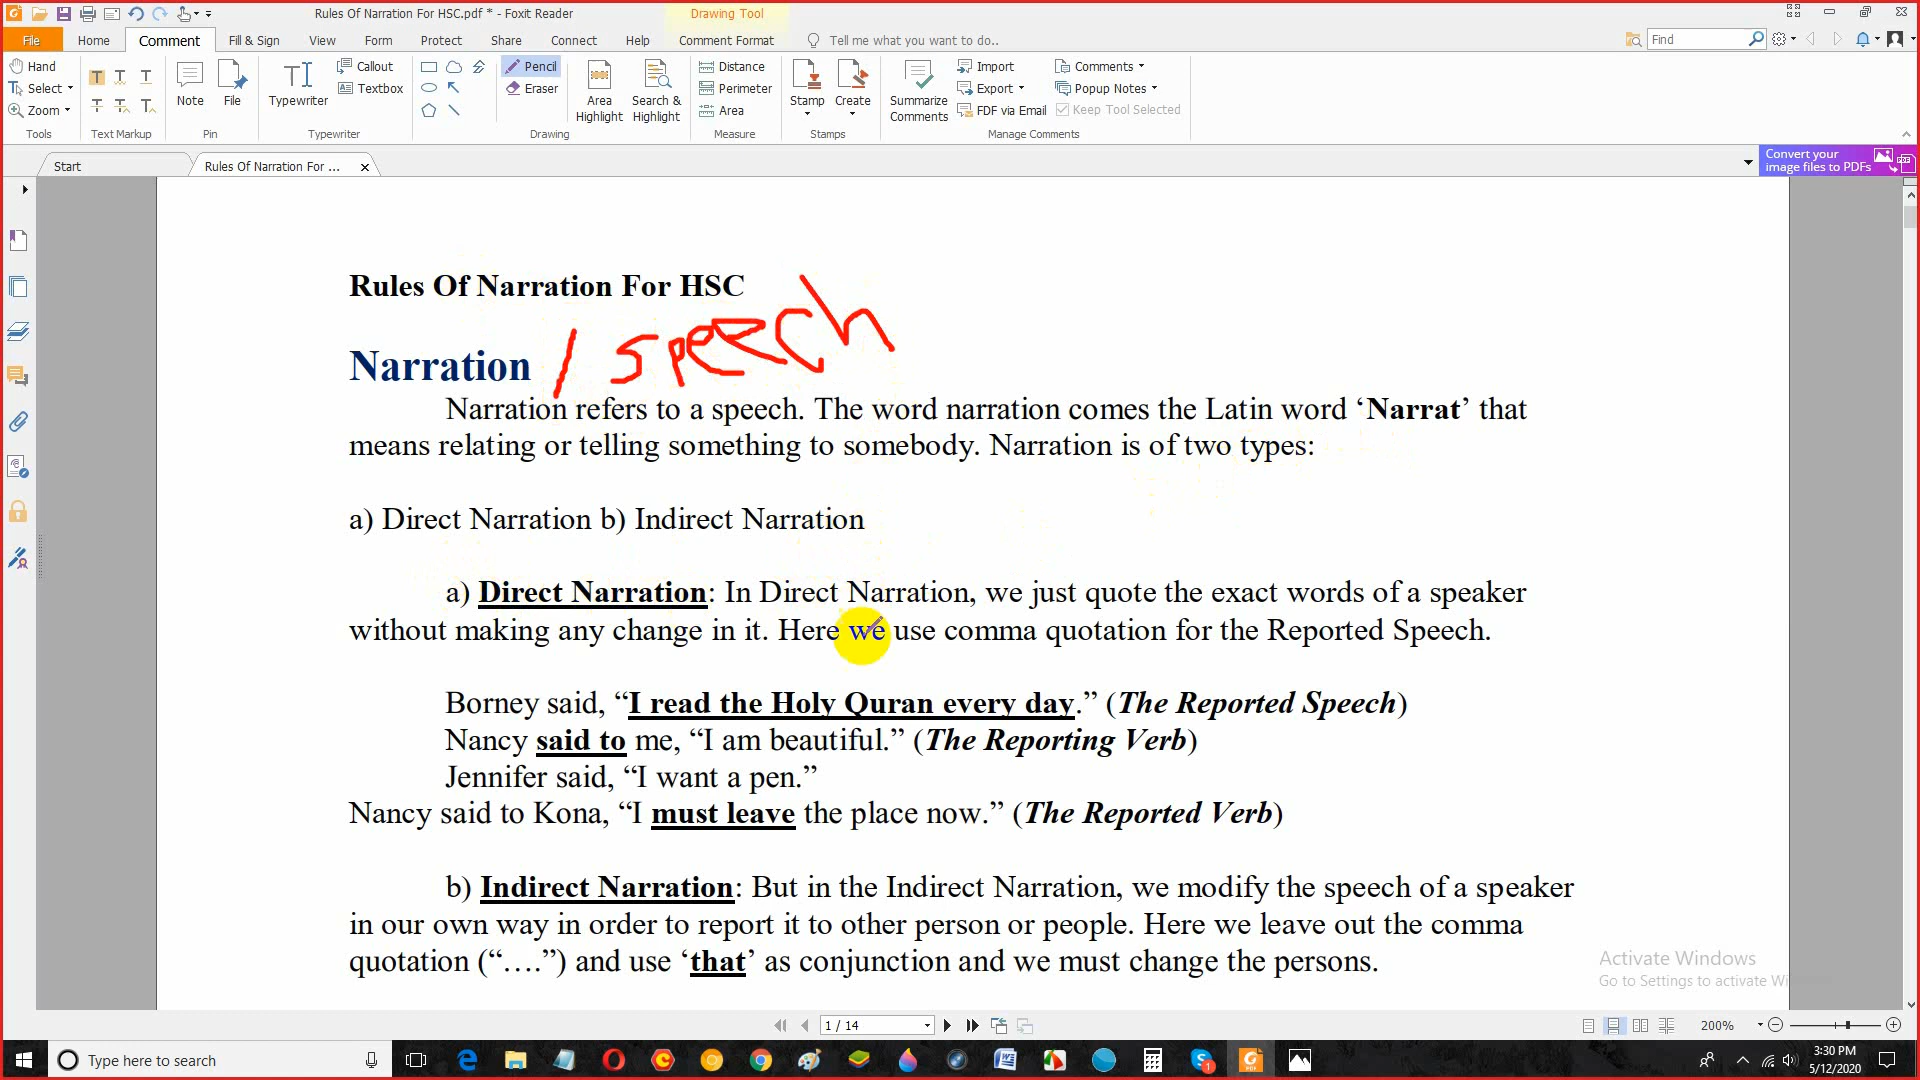 Rules Of Narration For HSC.pdf * - Foxit Reader
Drawing Tool
File Home Comment Fill & Sign View Form Protect Share Connect Help Comment Format Tell me what you want to do.. Find
Hand
Select
Zoom
Tools
Text Markup
Note
File
Pin
Typewriter
Callout
Textbox
Typewriter
Pencil
Eraser
Area
Highlight
Search &
Highlight
Drawing
Distance
Perimeter
Area
Measure
Stamp
Create
Stamps
Summarize
Comments
Import
Export
FDF via Email
Comments
Popup Notes
Keep Tool Selected
Manage Comments
Start
Rules Of Narration For ...
Convert your
image files to PDFs
Rules Of Narration For HSC
Narration / speech
Narration refers to a speech. The word narration comes the Latin word ‘Narrat’ that
means relating or telling something to somebody. Narration is of two types:
a) Direct Narration b) Indirect Narration
a) Direct Narration: In Direct Narration, we just quote the exact words of a speaker
without making any change in it. Here we use comma quotation for the Reported Speech.
Borney said, “I read the Holy Quran every day.” (The Reported Speech)
Nancy said to me, “I am beautiful.” (The Reporting Verb)
Jennifer said, “I want a pen.”
Nancy said to Kona, “I must leave the place now.” (The Reported Verb)
b) Indirect Narration: But in the Indirect Narration, we modify the speech of a speaker
in our own way in order to report it to other person or people. Here we leave out the comma
quotation (“….”) and use ‘that’ as conjunction and we must change the persons.
Activate Windows
Go to Settings to activate Wi
1 / 14
200%
Type here to search
3:30 PM
5/12/2020